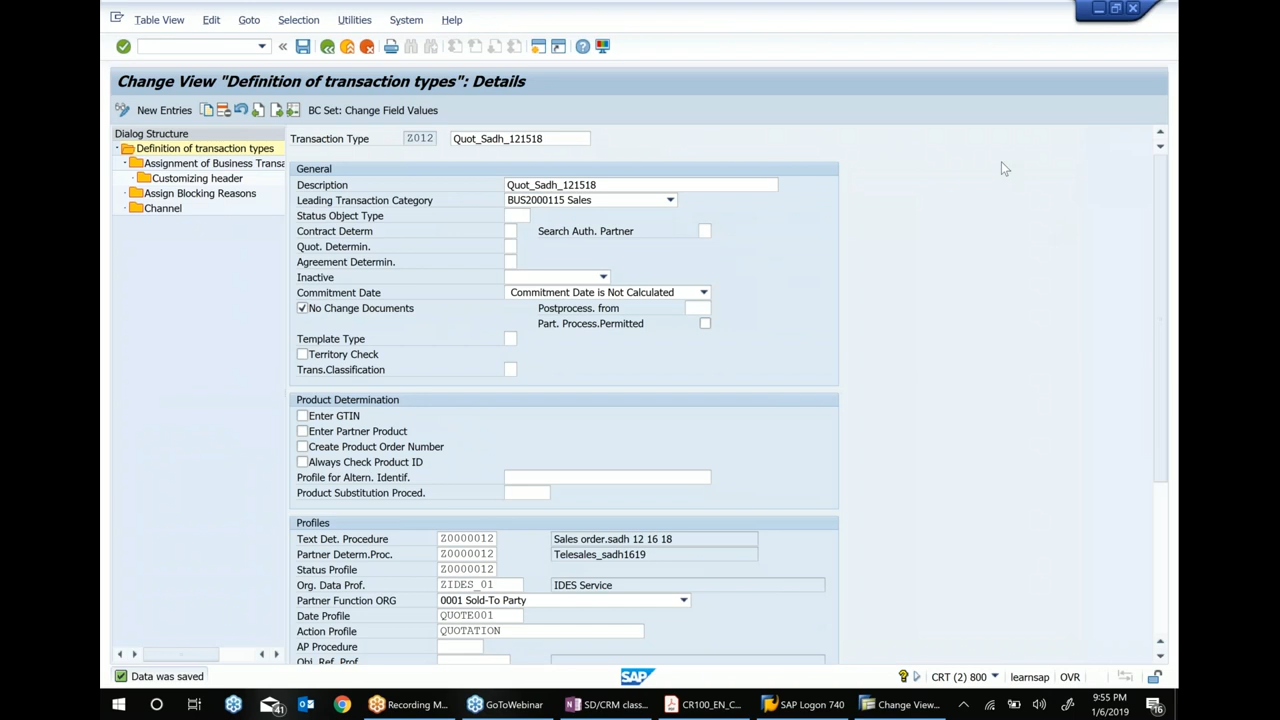 Table View Edit Goto Selection Utilities System Help
Change View "Definition of transaction types": Details
New Entries BC Set: Change Field Values
Dialog Structure
Definition of transaction types
Assignment of Business Transa
Customizing header
Assign Blocking Reasons
Channel
Transaction Type Z012 Quot_Sadh_121518
General
Description Quot_Sadh_121518
Leading Transaction Category BUS2000115 Sales
Status Object Type
Contract Determ Search Auth. Partner
Quot. Determin.
Agreement Determin.
Inactive
Commitment Date Commitment Date is Not Calculated
No Change Documents Postprocess. from
Part. Process.Permitted
Template Type
Territory Check
Trans.Classification
Product Determination
Enter GTIN
Enter Partner Product
Create Product Order Number
Always Check Product ID
Profile for Altern. Identif.
Product Substitution Proced.
Profiles
Text Det. Procedure Z0000012 Sales order.sadh 12 16 18
Partner Determ.Proc. Z0000012 Telesales_sadh1619
Status Profile Z0000012
Org. Data Prof. ZIDES_01 IDES Service
Partner Function ORG 0001 Sold-To Party
Date Profile QUOTE001
Action Profile QUOTATION
AP Procedure
Obj. Ref. Prof
Data was saved SAP CRT (2) 800 learnsap OVR
41 Recording M... GoToWebinar SD/CRM class... CR100_EN_C... SAP Logon 740 Change View... 9:55 PM
1/6/2019 16